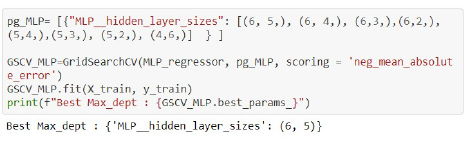 pg_MLP= [{"MLP__hidden_layer_sizes": [(6, 5,), (6, 4,), (6,3,),(6,2,),
(5,4,),(5,3,), (5,2,), (4,6,)]  } ]
GSCV_MLP=GridSearchCV(MLP_regressor, pg_MLP, scoring = 'neg_mean_absolut
e_error')
GSCV_MLP.fit(X_train, y_train)
print(f"Best Max_dept : {GSCV_MLP.best_params_}")
Best Max_dept : {'MLP__hidden_layer_sizes': (6, 5)}